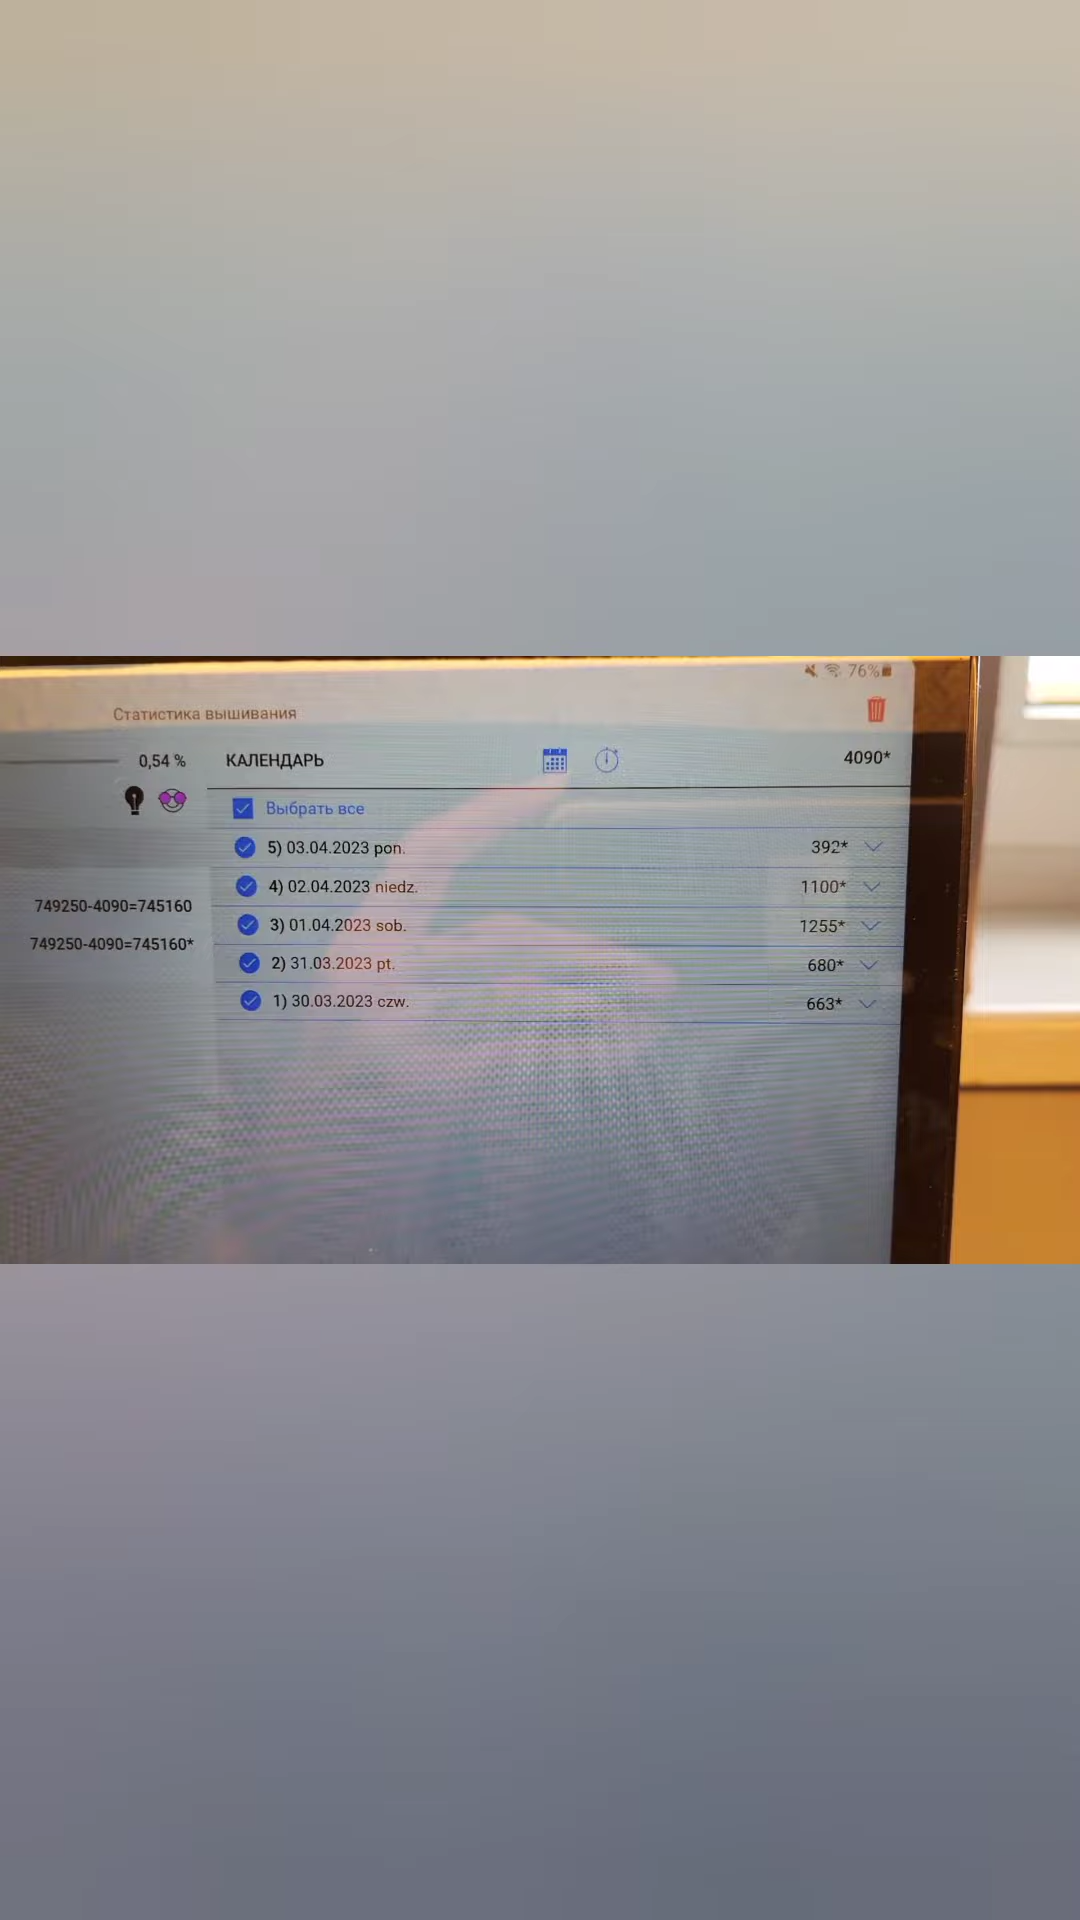 76%
Статистика вышивания
0,54 %
КАЛЕНДАРЬ
4090*
Выбрать все
5) 03.04.2023 pon. 392*
4) 02.04.2023 niedz. 1100*
749250-4090=745160
3) 01.04.2023 sob. 1255*
749250-4090=745160*
2) 31.03.2023 pt. 680*
1) 30.03.2023 czw. 663*